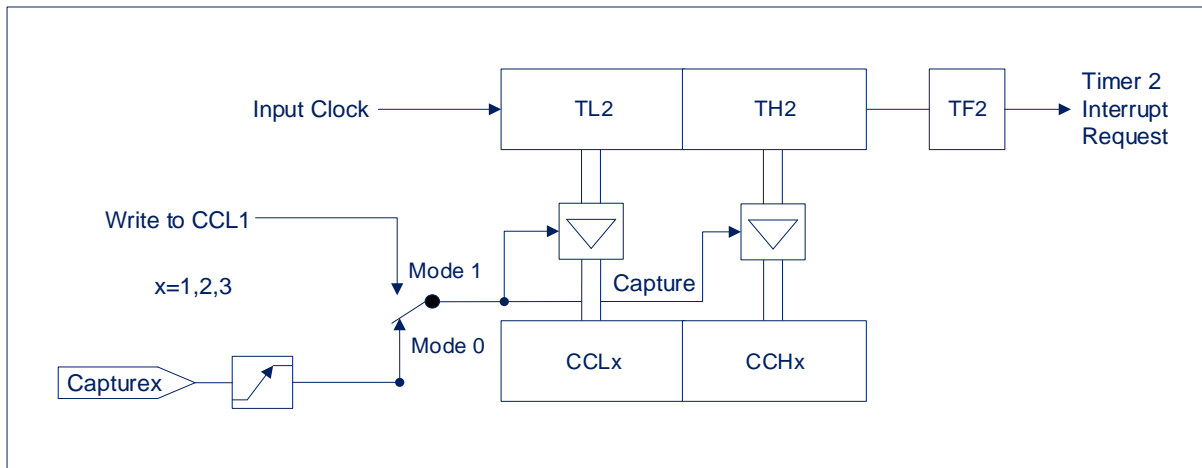 Input Clock
TL2
TH2
TF2
Timer 2
Interrupt
Request
Write to CCL1
Mode 1
x=1,2,3
Capture
Mode 0
CCLx
CCHx
Capturex